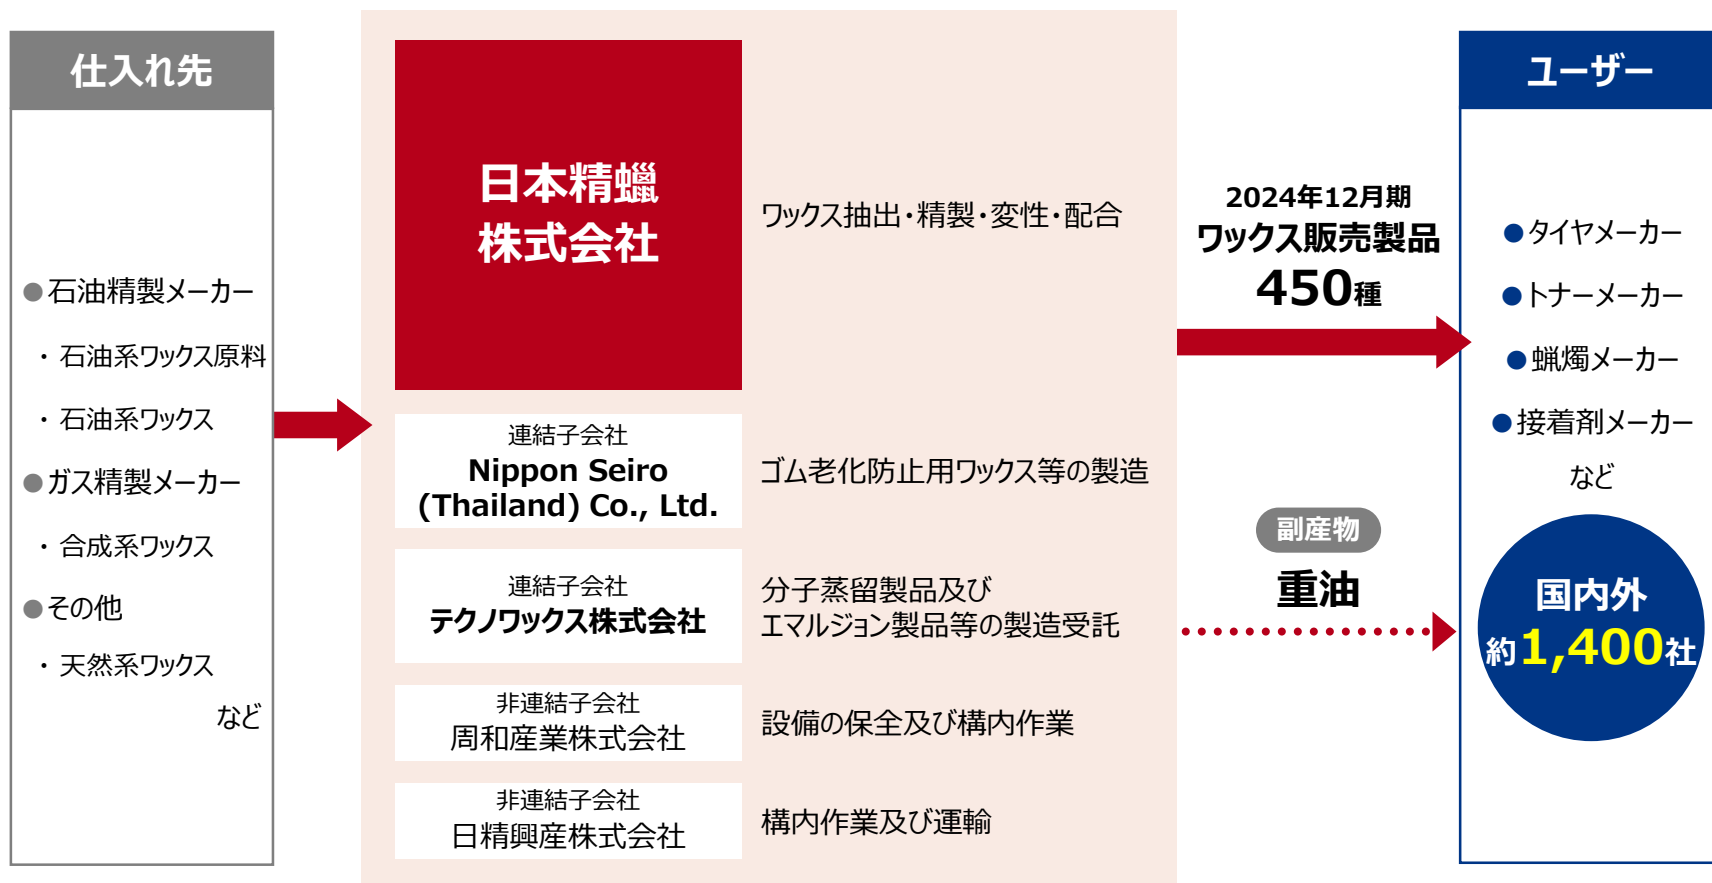 仕入れ先
●石油精製メーカー
・石油系ワックス原料
・石油系ワックス
●ガス精製メーカー
・合成系ワックス
●その他
・天然系ワックス
など
日本精蠟
株式会社
ワックス抽出・精製・変性・配合
連結子会社
Nippon Seiro
(Thailand) Co., Ltd.
ゴム老化防止用ワックス等の製造
連結子会社
テクノワックス株式会社
分子蒸留製品及び
エマルジョン製品等の製造受託
非連結子会社
周和産業株式会社
設備の保全及び構内作業
非連結子会社
日精興産株式会社
構内作業及び運輸
2024年12月期
ワックス販売製品
450種
副産物
重油
ユーザー
●タイヤメーカー
●トナーメーカー
●蝋燭メーカー
●接着剤メーカー
など
国内外
約1,400社